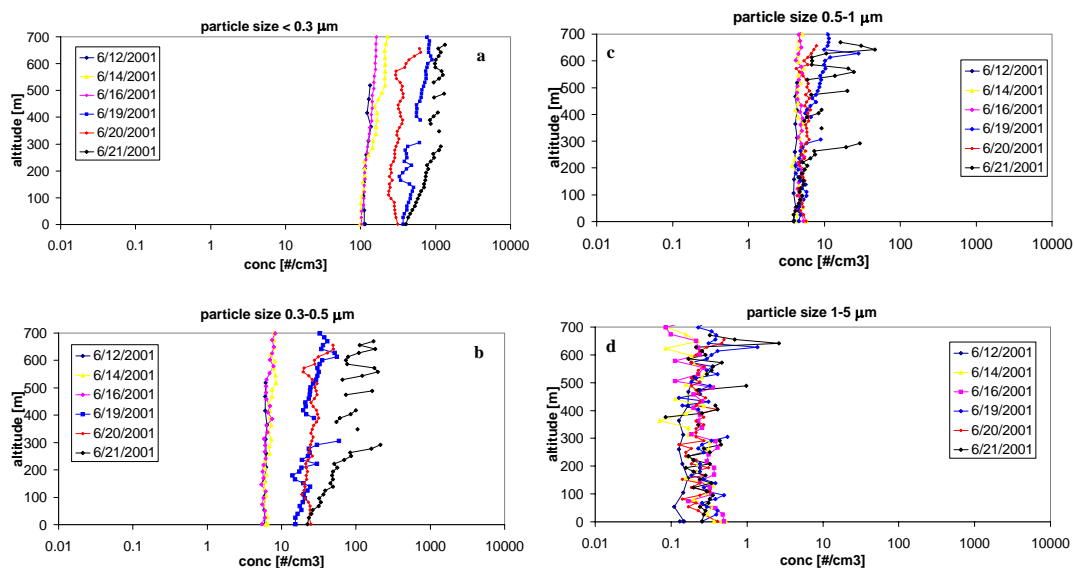 particle size < 0.3 µm
a
700
600
500
400
300
200
100
0
altitude [m]
6/12/2001
6/14/2001
6/16/2001
6/19/2001
6/20/2001
6/21/2001
0.01 0.1 1 10 100 1000 10000
conc [#/cm3]
particle size 0.5-1 µm
c
700
600
500
400
300
200
100
0
altitude [m]
6/12/2001
6/14/2001
6/16/2001
6/19/2001
6/20/2001
6/21/2001
0.01 0.1 1 10 100 1000 10000
conc [#/cm3]
particle size 0.3-0.5 µm
b
700
600
500
400
300
200
100
0
altitude [m]
6/12/2001
6/14/2001
6/16/2001
6/19/2001
6/20/2001
6/21/2001
0.01 0.1 1 10 100 1000 10000
conc [#/cm3]
particle size 1-5 µm
d
700
600
500
400
300
200
100
0
altitude [m]
6/12/2001
6/14/2001
6/16/2001
6/19/2001
6/20/2001
6/21/2001
0.01 0.1 1 10 100 1000 10000
conc [#/cm3]